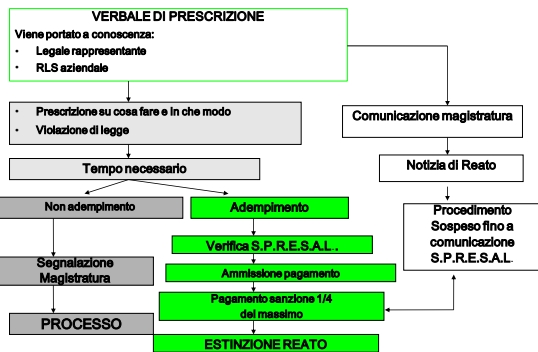 VERBALE DI PRESCRIZIONE
Viene portato a conoscenza:
• Legale rappresentante
• RLS aziendale
• Prescrizione su cosa fare e in che modo
• Violazione di legge
Comunicazione magistratura
Tempo necessario
Notizia di Reato
Non adempimento
Adempimento
Procedimento
Sospeso fino a
comunicazione
S.P.R.E.S.A.L.
Verifica S.P.R.E.S.A.L. .
Segnalazione
Magistratura
Ammissione pagamento
Pagamento sanzione 1/4
del massimo
PROCESSO
ESTINZIONE REATO